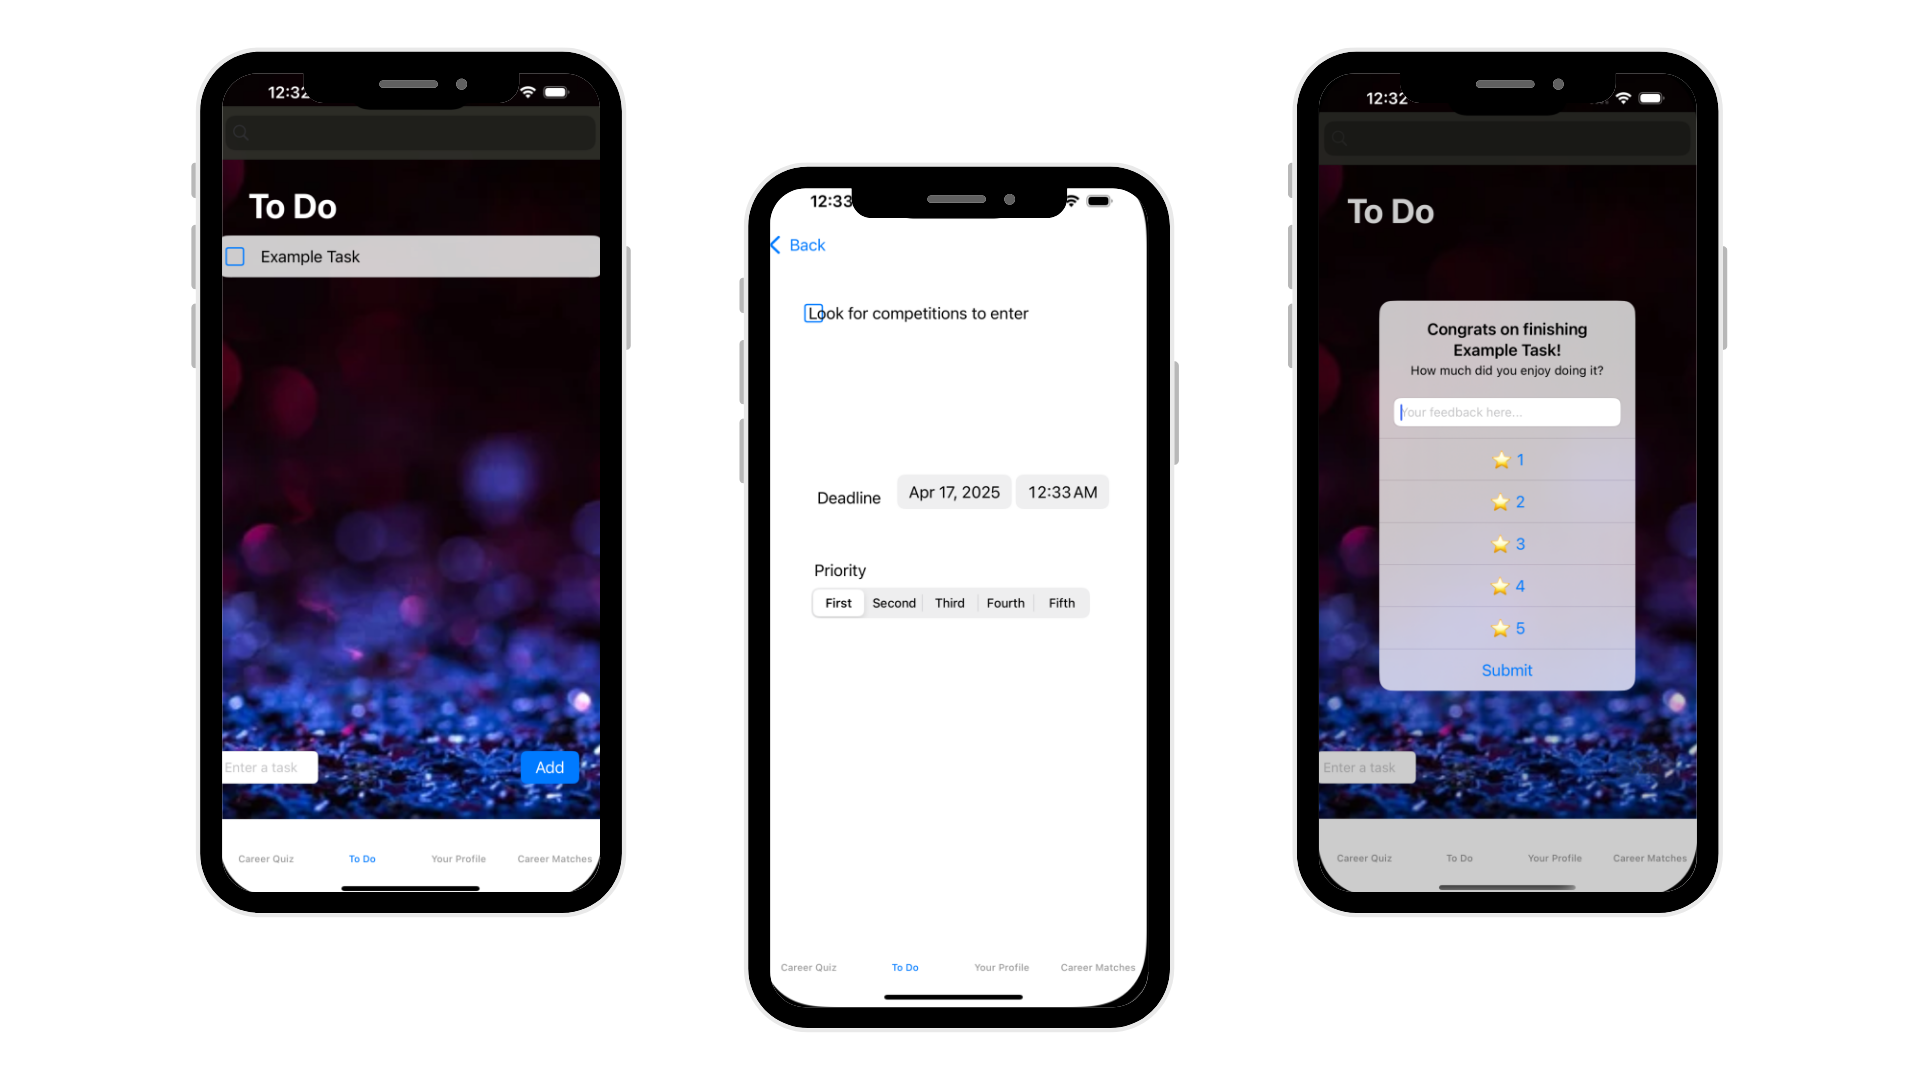 12:32
To Do
Example Task
Enter a task
Add
Career Quiz To Do Your Profile Career Matches
12:33
Back
Look for competitions to enter
Deadline Apr 17, 2025 12:33 AM
Priority
First Second Third Fourth Fifth
Career Quiz To Do Your Profile Career Matches
12:32
To Do
Congrats on finishing
Example Task!
How much did you enjoy doing it?
Your feedback here...
⭐ 1
⭐ 2
⭐ 3
⭐ 4
⭐ 5
Submit
Enter a task
Career Quiz To Do Your Profile Career Matches